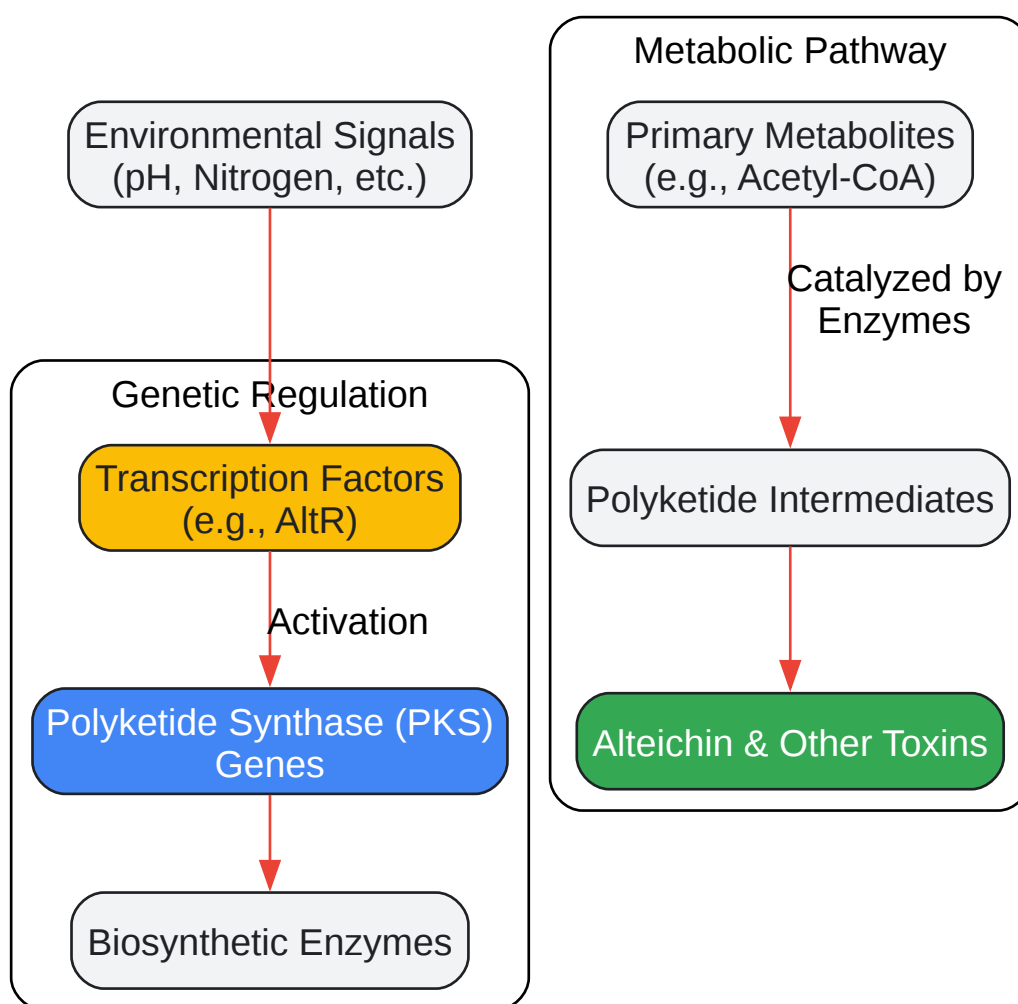 Environmental Signals
(pH, Nitrogen, etc.)
Genetic Regulation
Transcription Factors
(e.g., AltR)
Activation
Polyketide Synthase (PKS)
Genes
Biosynthetic Enzymes
Metabolic Pathway
Primary Metabolites
(e.g., Acetyl-CoA)
Catalyzed by
Enzymes
Polyketide Intermediates
Alteichin & Other Toxins